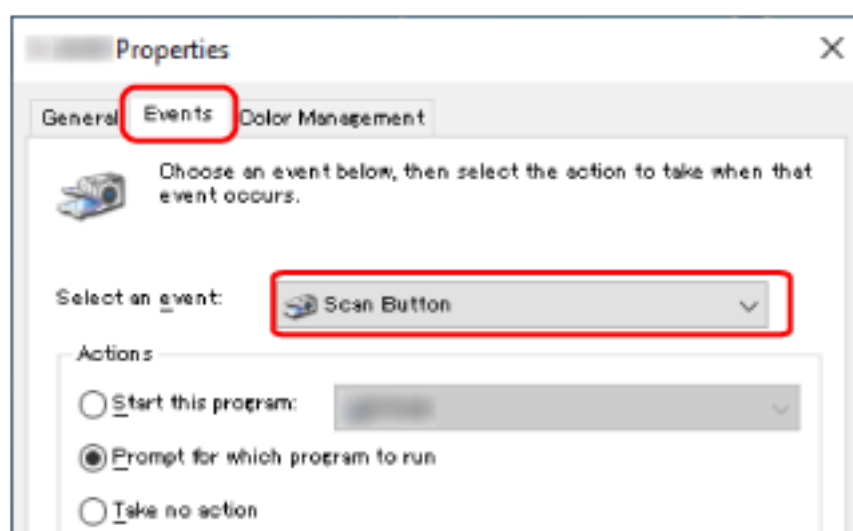 Properties
General Events Color Management
Choose an event below, then select the action to take when that
event occurs.
Select an event:
Scan Button
Actions
Start this program:
Prompt for which program to run
Take no action